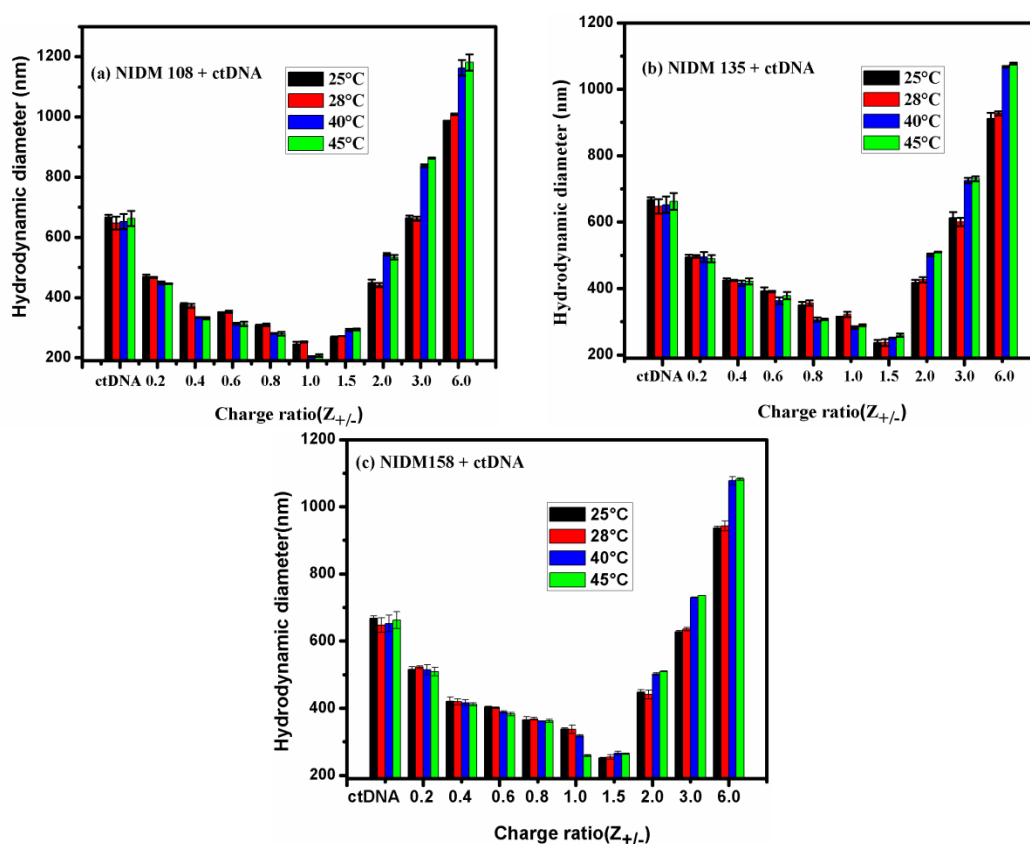 (a) NIDM 108 + ctDNA
25°C
28°C
40°C
45°C
Hydrodynamic diameter (nm)
1200
1000
800
600
400
200
ctDNA 0.2 0.4 0.6 0.8 1.0 1.5 2.0 3.0 6.0
Charge ratio(Z+/-)
(b) NIDM 135 + ctDNA
25°C
28°C
40°C
45°C
Hydrodynamic diameter (nm)
1200
1000
800
600
400
200
ctDNA 0.2 0.4 0.6 0.8 1.0 1.5 2.0 3.0 6.0
Charge ratio(Z+/-)
(c) NIDM158 + ctDNA
25°C
28°C
40°C
45°C
Hydrodynamic diameter(nm)
1200
1000
800
600
400
200
ctDNA 0.2 0.4 0.6 0.8 1.0 1.5 2.0 3.0 6.0
Charge ratio(Z+/-)